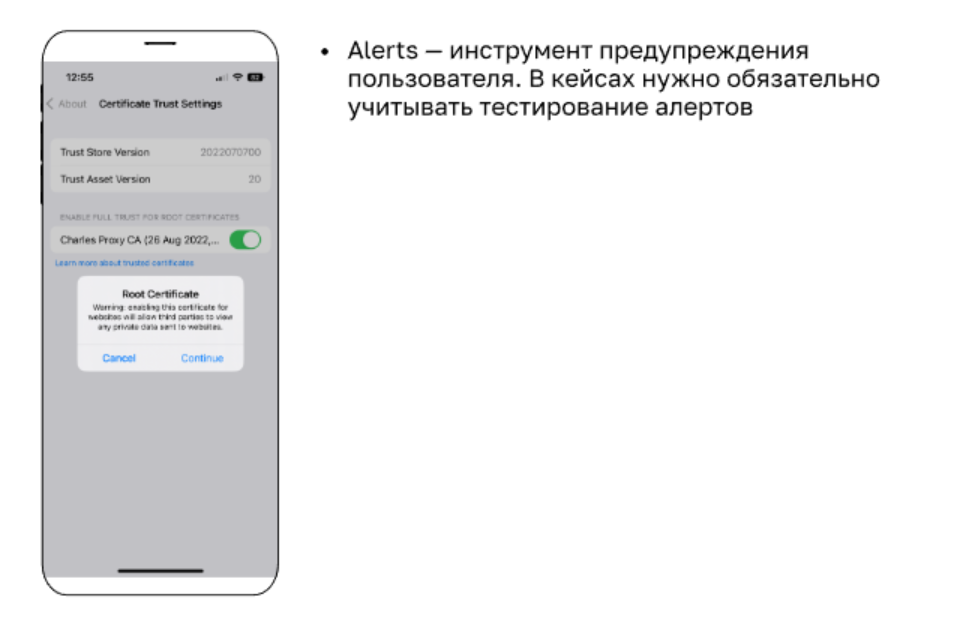 12:55
About Certificate Trust Settings
Trust Store Version 2022070700
Trust Asset Version 20
ENABLE FULL TRUST FOR ROOT CERTIFICATES
Charles Proxy CA (26 Aug 2022,...
Learn more about trusted certificates
Root Certificate
Warning: enabling this certificate for
websites will allow third parties to view
any private data sent to websites.
Cancel Continue
• Alerts — инструмент предупреждения
пользователя. В кейсах нужно обязательно
учитывать тестирование алертов